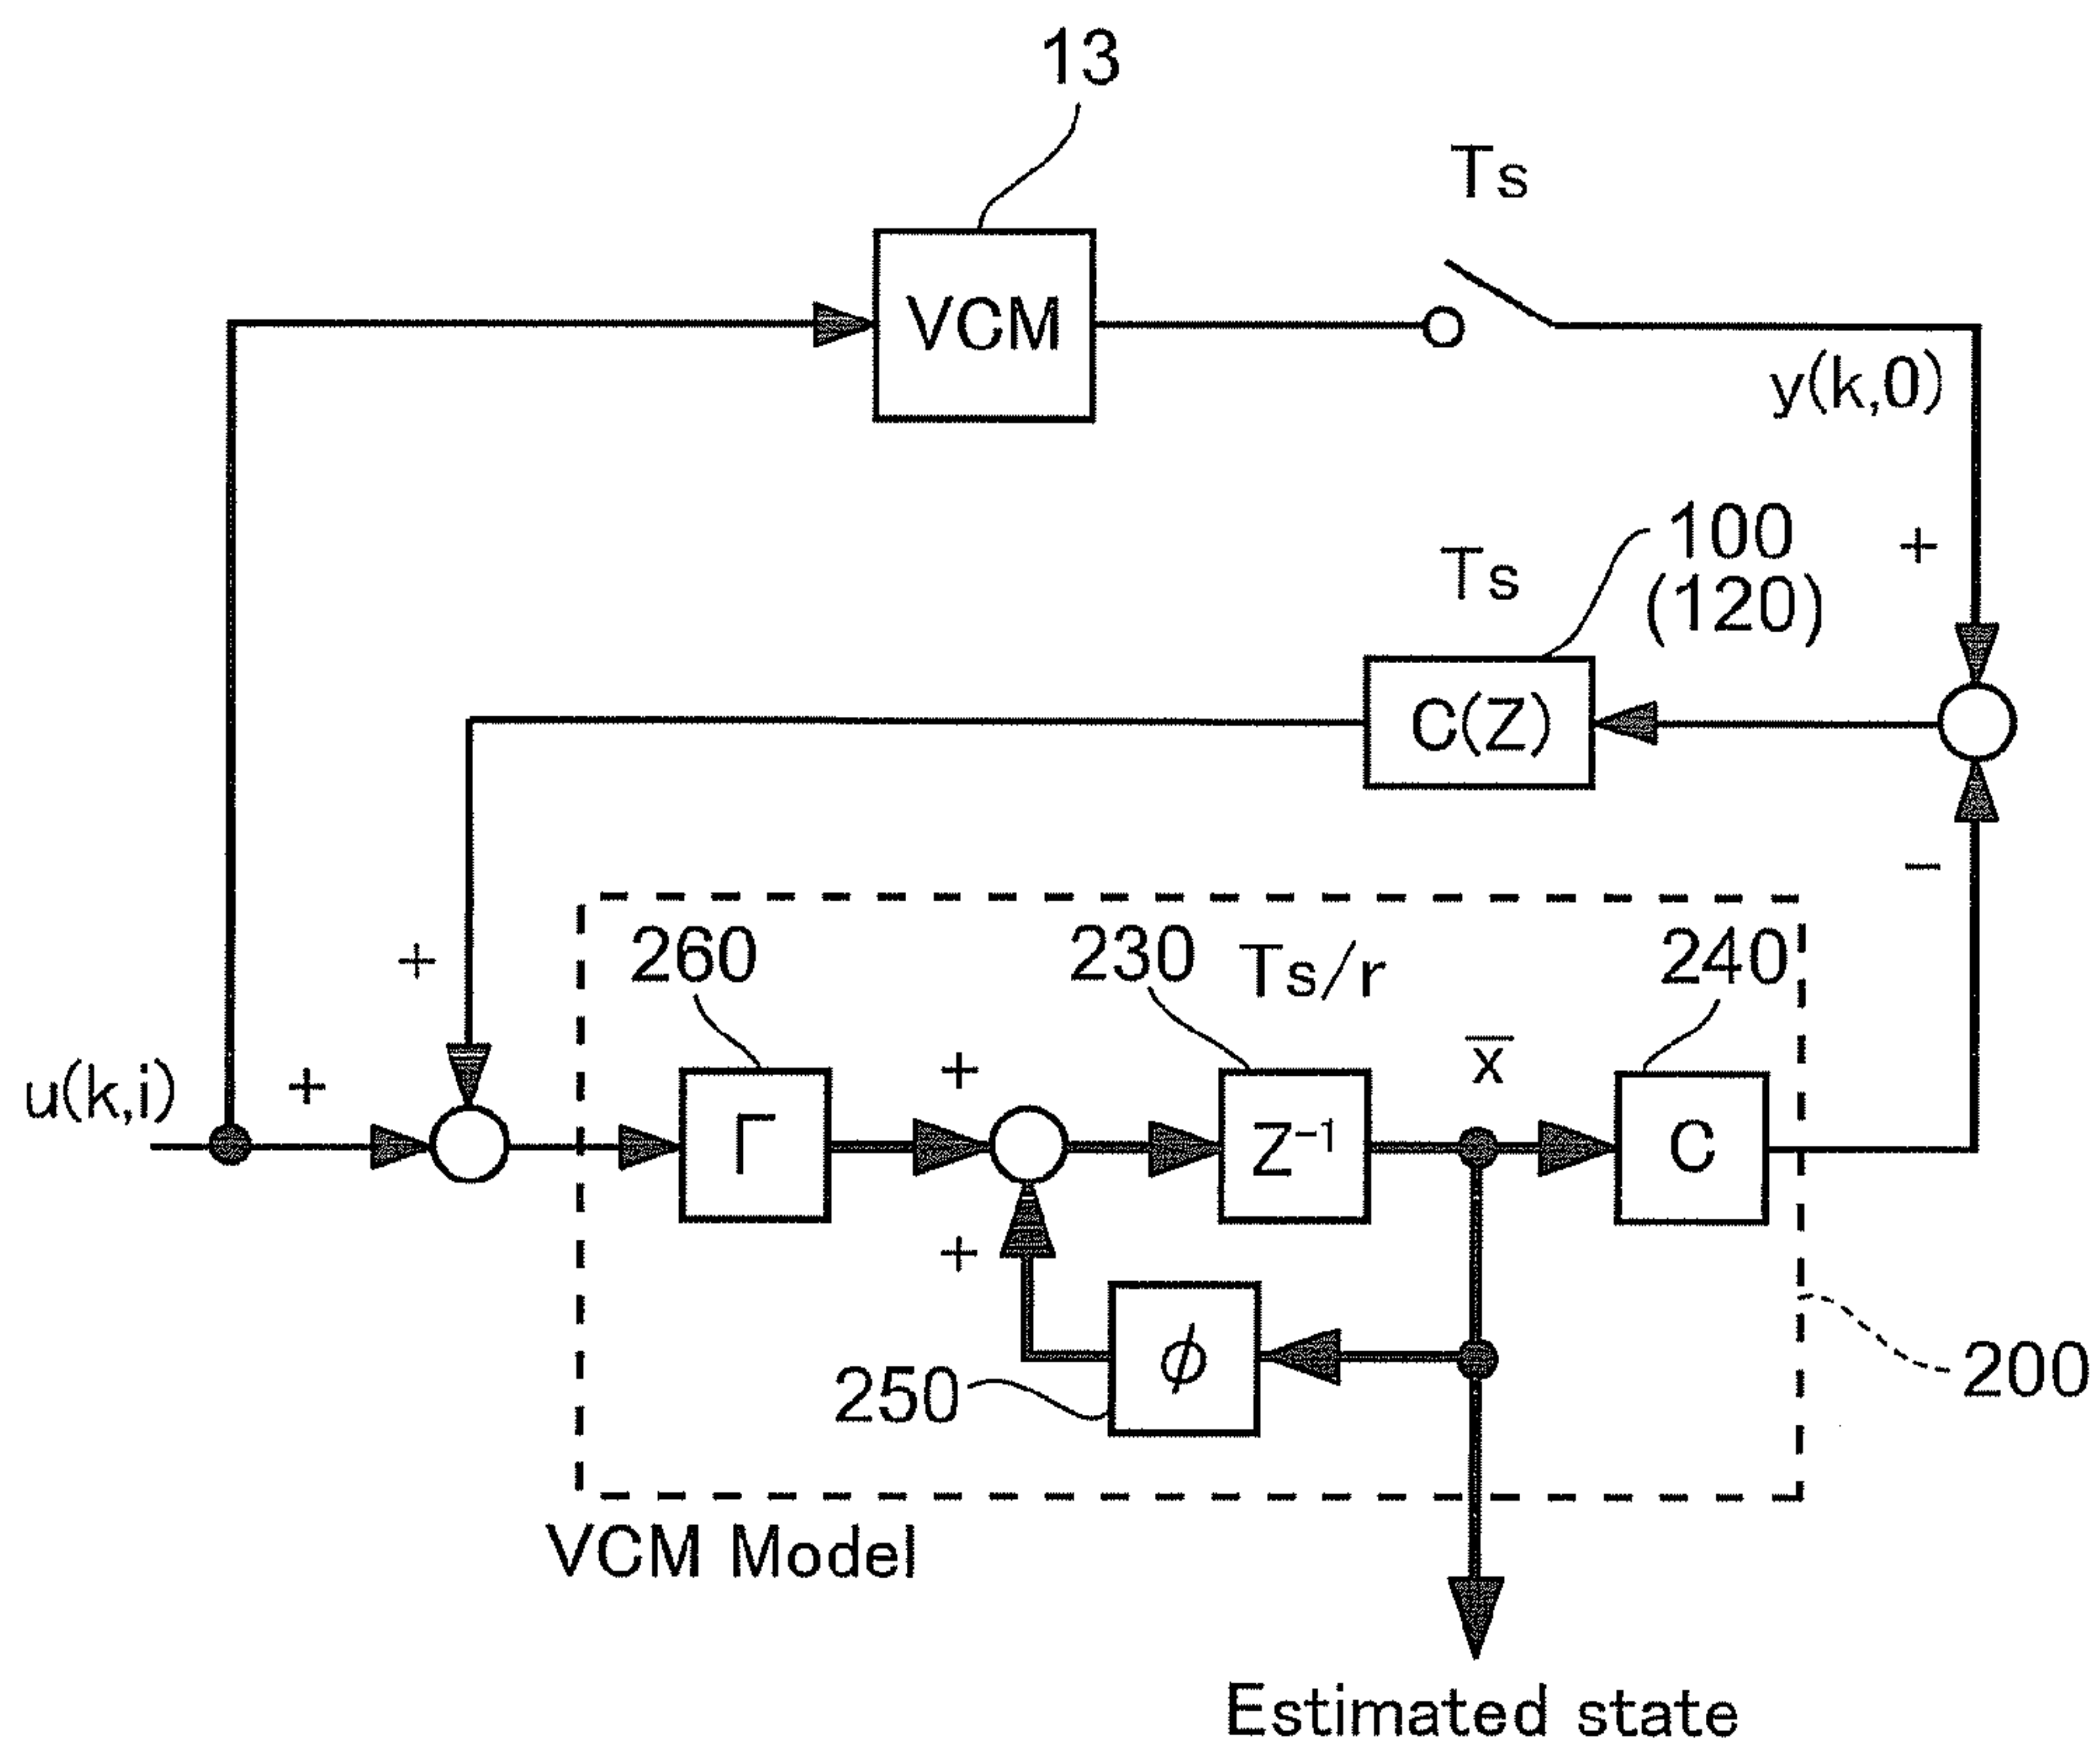 13
Ts
VCM
y(k,0)
+
Ts
100
(120)
C(Z)
−
+
260
230
Ts/r
240
u(k,i)
+
+
x̅
Γ
Z⁻¹
C
+
ϕ
250
200
VCM Model
Estimated state